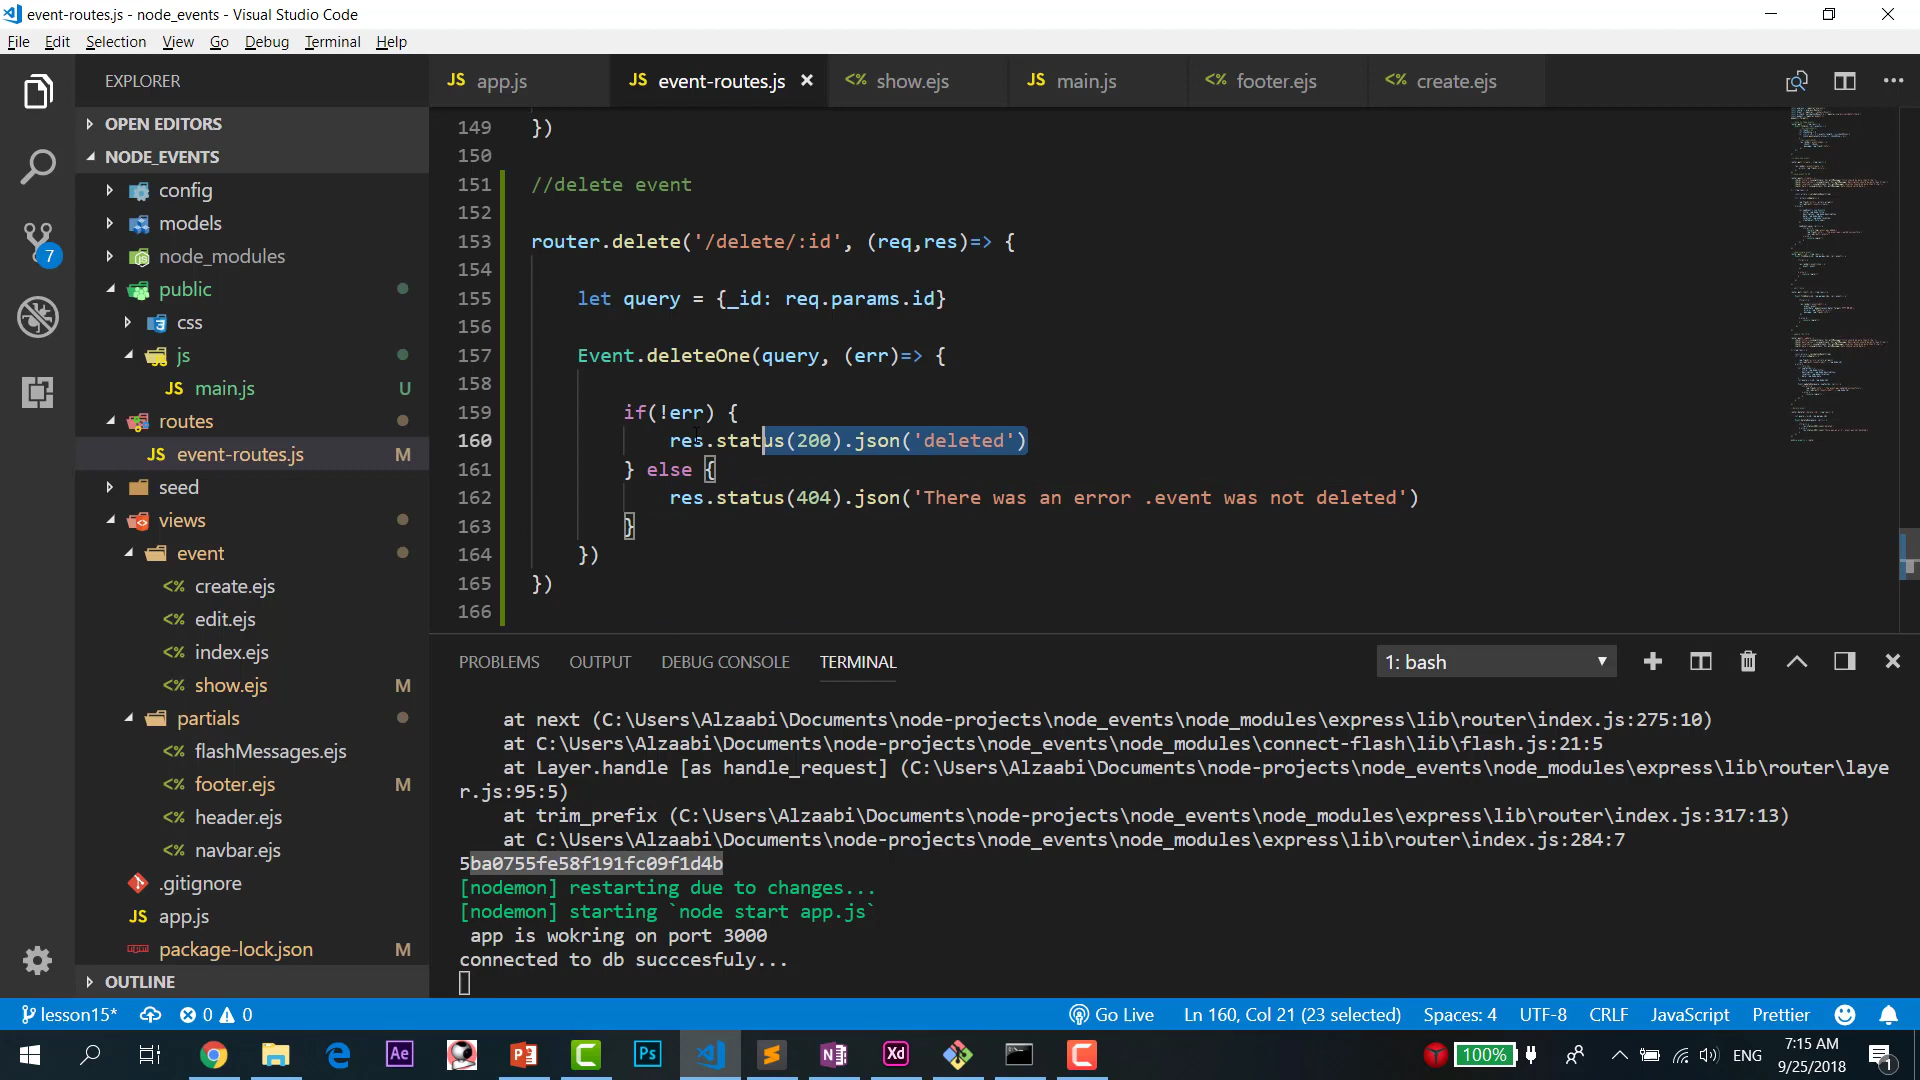 event-routes.js - node_events - Visual Studio Code
File Edit Selection View Go Debug Terminal Help
EXPLORER
OPEN EDITORS
NODE_EVENTS
config
models
node_modules
public
css
js
JS main.js U
routes
JS event-routes.js M
seed
views
event
<% create.ejs
<% edit.ejs
<% index.ejs
<% show.ejs M
partials
<% flashMessages.ejs
<% footer.ejs M
<% header.ejs
<% navbar.ejs
.gitignore
JS app.js
package-lock.json M
OUTLINE
JS app.js JS event-routes.js <% show.ejs JS main.js <% footer.ejs <% create.ejs
149 })
150
151 //delete event
152
153 router.delete('/delete/:id', (req,res)=> {
154
155 let query = {_id: req.params.id}
156
157 Event.deleteOne(query, (err)=> {
158
159 if(!err) {
160 res.status(200).json('deleted')
161 } else {
162 res.status(404).json('There was an error .event was not deleted')
163 }
164 })
165 })
166
PROBLEMS OUTPUT DEBUG CONSOLE TERMINAL 1: bash
at next (C:\Users\Alzaabi\Documents\node-projects\node_events\node_modules\express\lib\router\index.js:275:10)
at C:\Users\Alzaabi\Documents\node-projects\node_events\node_modules\connect-flash\lib\flash.js:21:5
at Layer.handle [as handle_request] (C:\Users\Alzaabi\Documents\node-projects\node_events\node_modules\express\lib\router\laye
r.js:95:5)
at trim_prefix (C:\Users\Alzaabi\Documents\node-projects\node_events\node_modules\express\lib\router\index.js:317:13)
at C:\Users\Alzaabi\Documents\node-projects\node_events\node_modules\express\lib\router\index.js:284:7
5ba0755fe58f191fc09f1d4b
[nodemon] restarting due to changes...
[nodemon] starting `node start app.js`
app is wokring on port 3000
connected to db succcesfuly...
7
lesson15* 0 0 Go Live Ln 160, Col 21 (23 selected) Spaces: 4 UTF-8 CRLF JavaScript Prettier
Ae Ps Xd 100% ENG 7:15 AM
9/25/2018 1